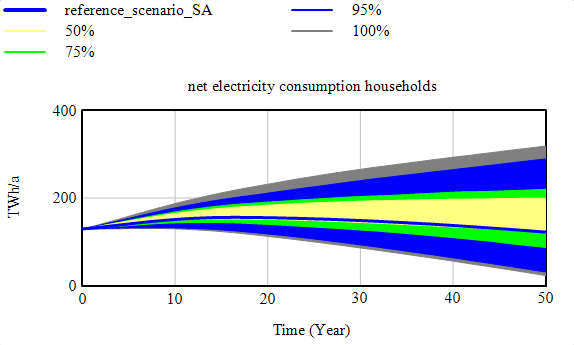 reference_scenario_SA
50%
75%
95%
100%
net electricity consumption households
400
200
0
TWh/a
0 10 20 30 40 50
Time (Year)